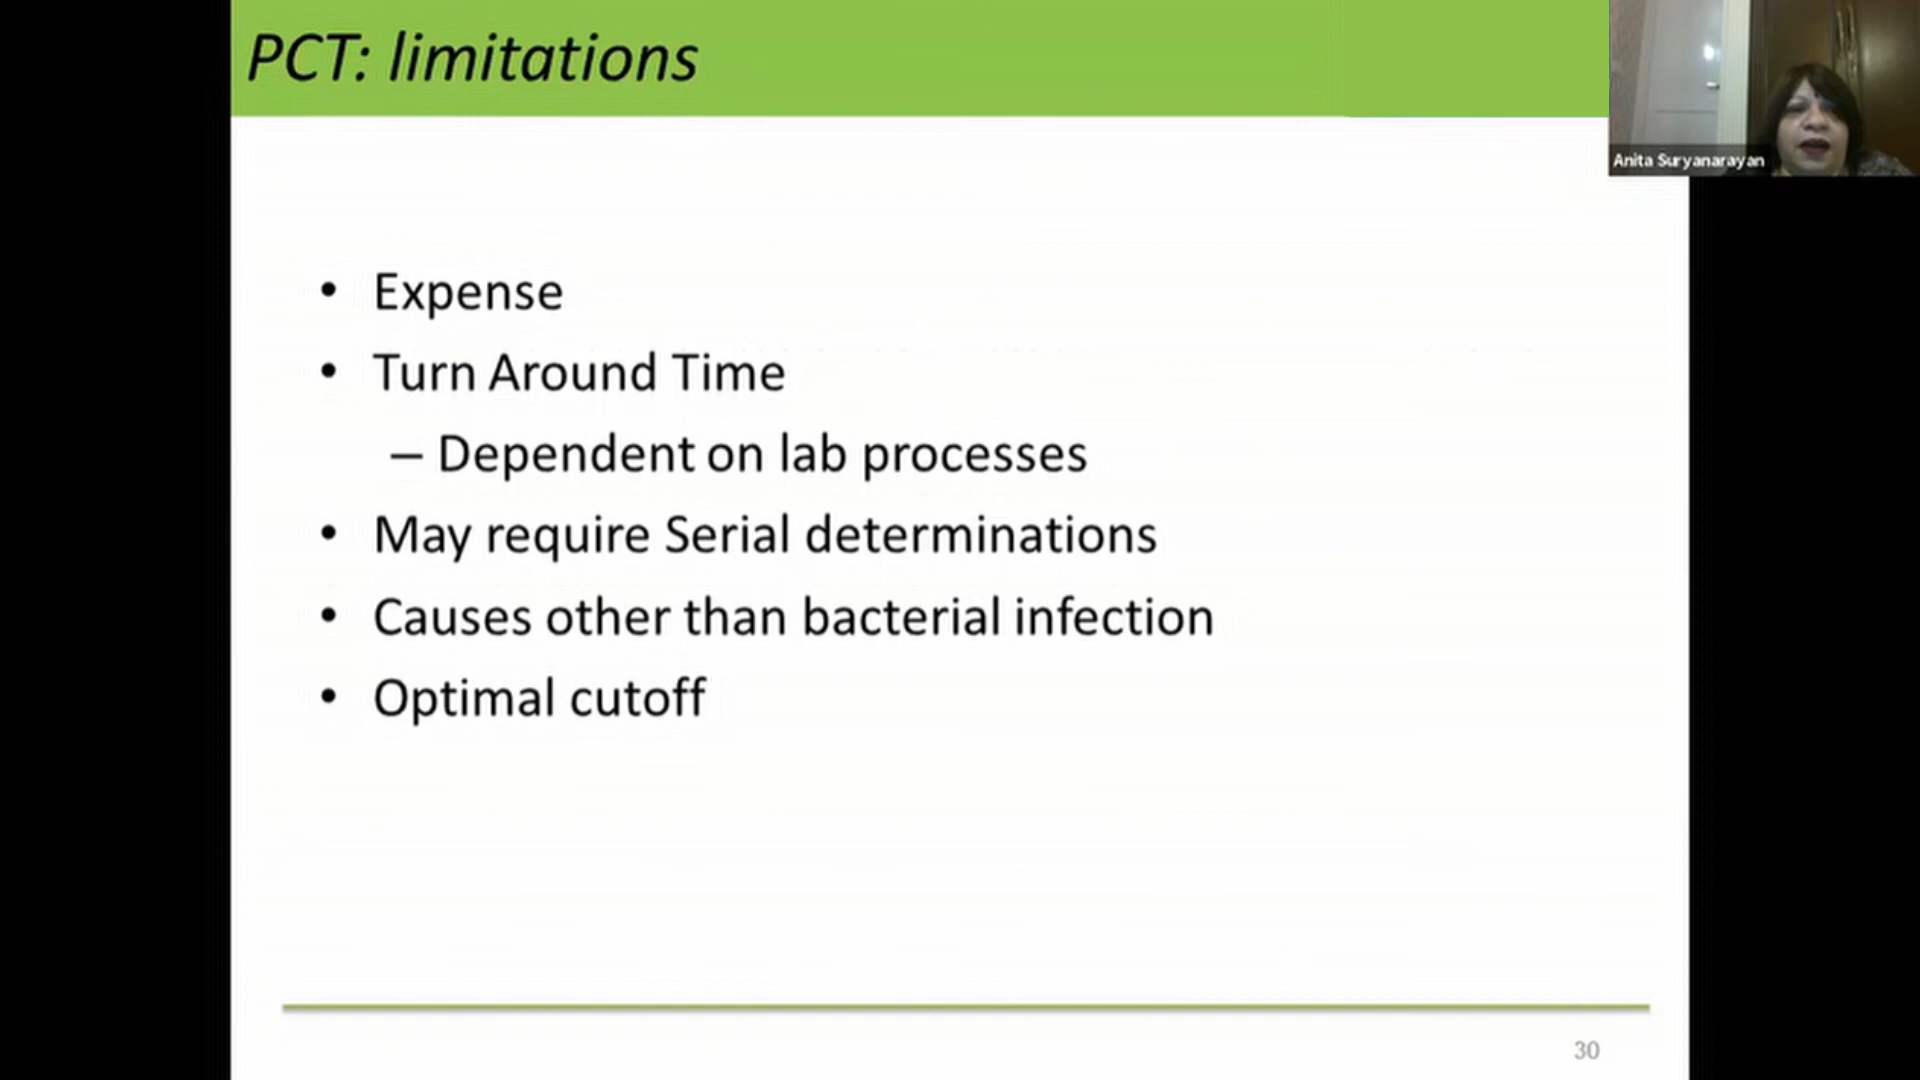 PCT: limitations
Anita Suryanarayan
• Expense
• Turn Around Time
– Dependent on lab processes
• May require Serial determinations
• Causes other than bacterial infection
• Optimal cutoff
30